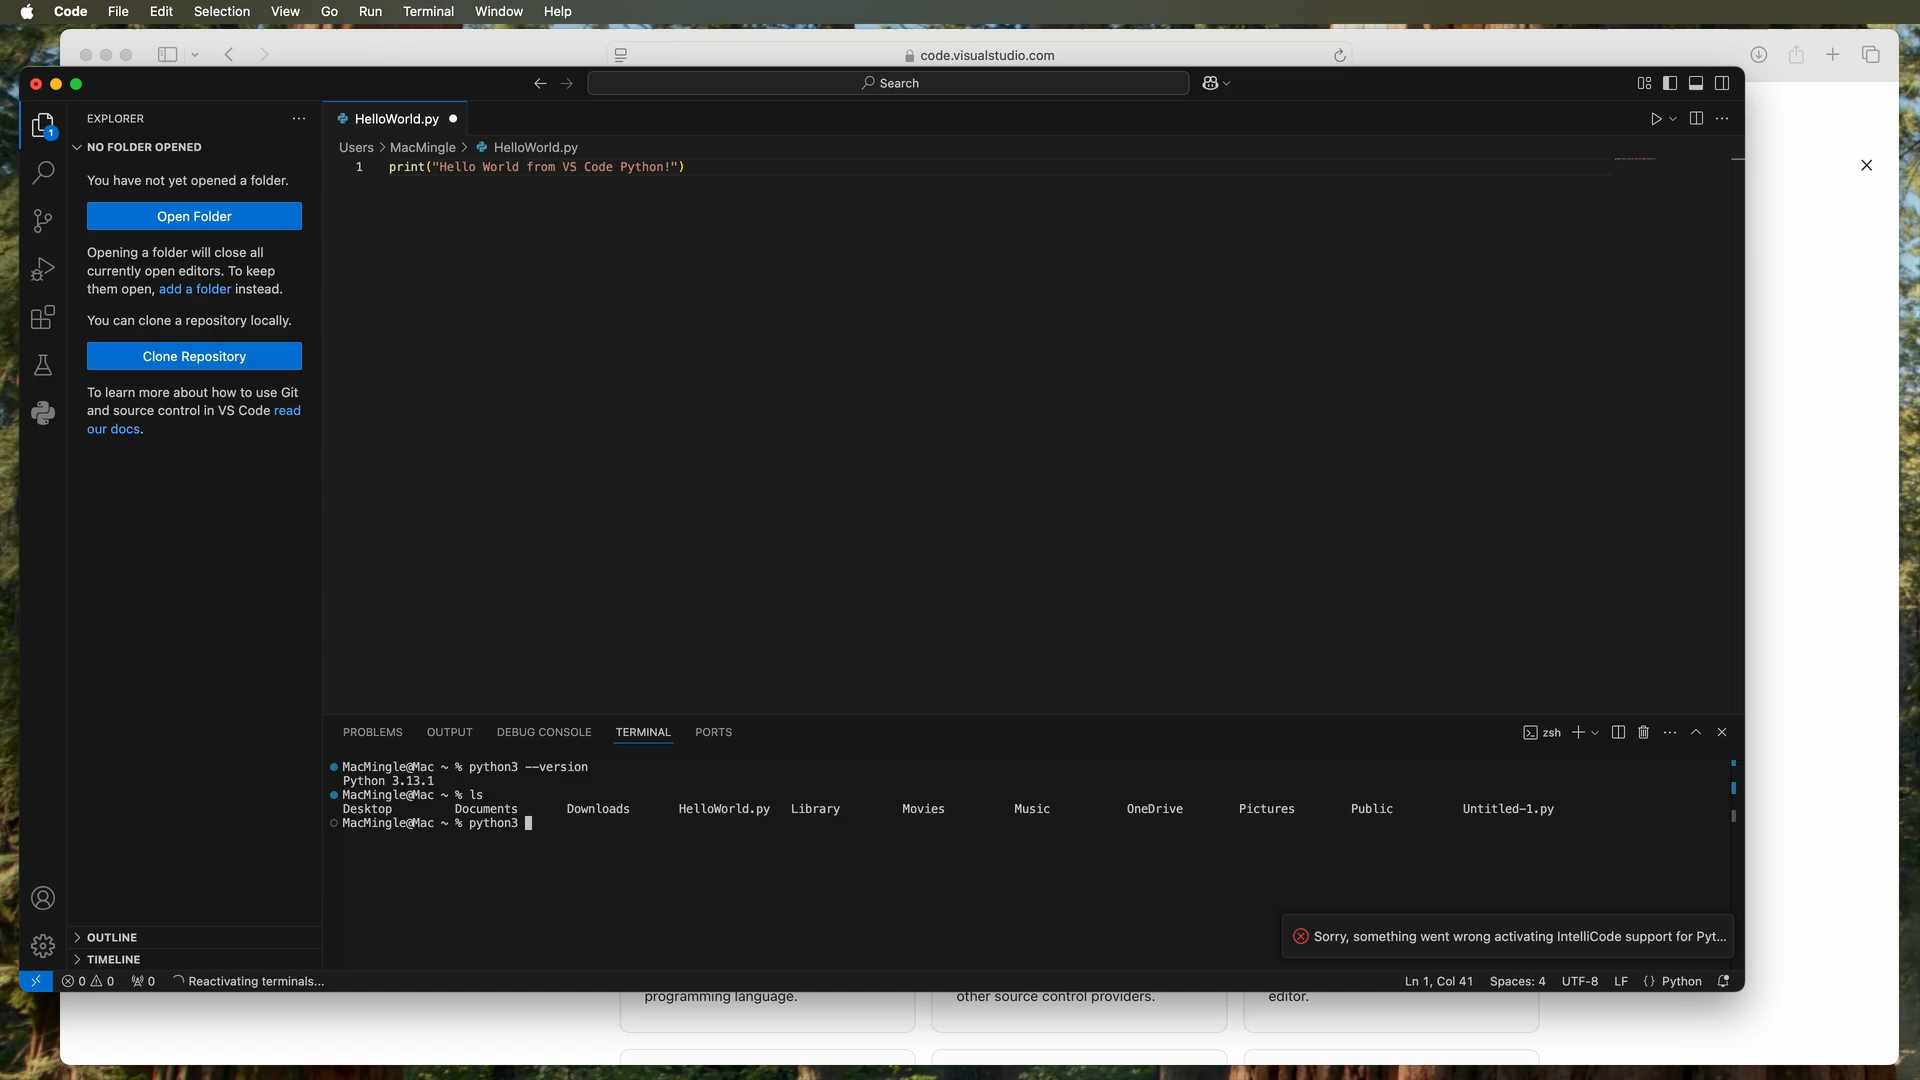 Code File Edit Selection View Go Run Terminal Window Help
code.visualstudio.com
Search
EXPLORER
HelloWorld.py
1
NO FOLDER OPENED
Users > MacMingle > HelloWorld.py
1 print("Hello World from VS Code Python!")
You have not yet opened a folder.
Open Folder
Opening a folder will close all
currently open editors. To keep
them open, add a folder instead.
You can clone a repository locally.
Clone Repository
To learn more about how to use Git
and source control in VS Code read
our docs.
PROBLEMS OUTPUT DEBUG CONSOLE TERMINAL PORTS
zsh
MacMingle@Mac ~ % python3 --version
Python 3.13.1
MacMingle@Mac ~ % ls
Desktop Documents Downloads HelloWorld.py Library Movies Music OneDrive Pictures Public Untitled-1.py
MacMingle@Mac ~ % python3
Sorry, something went wrong activating IntelliCode support for Pyt...
OUTLINE
TIMELINE
0 0 0 Reactivating terminals...
Ln 1, Col 41 Spaces: 4 UTF-8 LF {} Python
programming language. other source control providers. editor.